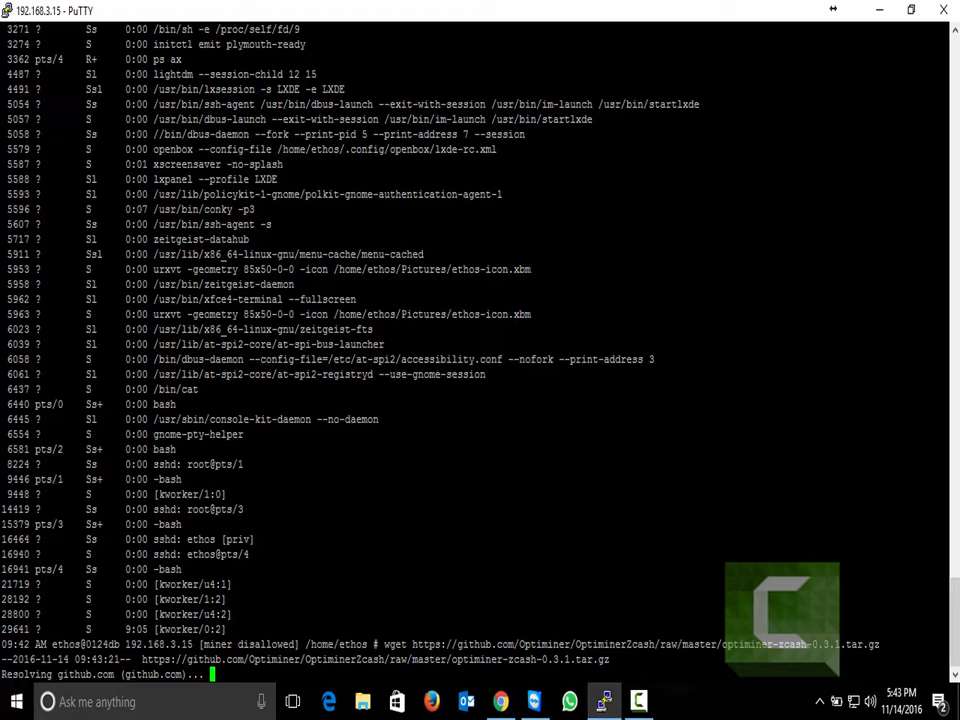 192.168.3.15 - PuTTY
3271 ? Ss 0:00 /bin/sh -e /proc/self/fd/9
3274 ? S 0:00 initctl emit plymouth-ready
3362 pts/4 R+ 0:00 ps ax
4487 ? Sl 0:00 lightdm --session-child 12 15
4491 ? Ssl 0:00 /usr/bin/lxsession -s LXDE -e LXDE
5054 ? Ss 0:00 /usr/bin/ssh-agent /usr/bin/dbus-launch --exit-with-session /usr/bin/im-launch /usr/bin/startlxde
5057 ? S 0:00 /usr/bin/dbus-launch --exit-with-session /usr/bin/im-launch /usr/bin/startlxde
5058 ? Ss 0:00 //bin/dbus-daemon --fork --print-pid 5 --print-address 7 --session
5579 ? S 0:00 openbox --config-file /home/ethos/.config/openbox/lxde-rc.xml
5587 ? S 0:01 xscreensaver -no-splash
5588 ? Sl 0:00 lxpanel --profile LXDE
5593 ? Sl 0:00 /usr/lib/policykit-1-gnome/polkit-gnome-authentication-agent-1
5596 ? S 0:07 /usr/bin/conky -p3
5607 ? Ss 0:00 /usr/bin/ssh-agent -s
5717 ? Sl 0:00 zeitgeist-datahub
5911 ? Ssl 0:00 /usr/lib/x86_64-linux-gnu/menu-cache/menu-cached
5953 ? S 0:00 urxvt -geometry 85x50-0-0 -icon /home/ethos/Pictures/ethos-icon.xbm
5958 ? Sl 0:00 /usr/bin/zeitgeist-daemon
5962 ? Sl 0:00 /usr/bin/xfce4-terminal --fullscreen
5963 ? S 0:00 urxvt -geometry 85x50-0-0 -icon /home/ethos/Pictures/ethos-icon.xbm
6023 ? Sl 0:00 /usr/lib/x86_64-linux-gnu/zeitgeist-fts
6039 ? Sl 0:00 /usr/lib/at-spi2-core/at-spi-bus-launcher
6058 ? S 0:00 /bin/dbus-daemon --config-file=/etc/at-spi2/accessibility.conf --nofork --print-address 3
6061 ? Sl 0:00 /usr/lib/at-spi2-core/at-spi2-registryd --use-gnome-session
6437 ? S 0:00 /bin/cat
6440 pts/0 Ss+ 0:00 bash
6445 ? Sl 0:00 /usr/sbin/console-kit-daemon --no-daemon
6554 ? S 0:00 gnome-pty-helper
6581 pts/2 Ss+ 0:00 bash
8224 ? Ss 0:00 sshd: root@pts/1
9446 pts/1 Ss+ 0:00 -bash
9448 ? S 0:00 [kworker/1:0]
14419 ? Ss 0:00 sshd: root@pts/3
15379 pts/3 Ss+ 0:00 -bash
16464 ? Ss 0:00 sshd: ethos [priv]
16940 ? S 0:00 sshd: ethos@pts/4
16941 pts/4 Ss 0:00 -bash
21719 ? S 0:00 [kworker/u4:1]
28192 ? S 0:00 [kworker/1:2]
28800 ? S 0:00 [kworker/u4:2]
29641 ? S 9:05 [kworker/0:2]
09:42 AM ethos@0124db 192.168.3.15 [miner disallowed] /home/ethos # wget https://github.com/Optiminer/OptiminerZcash/raw/master/optiminer-zcash-0.3.1.tar.gz
--2016-11-14 09:43:21-- https://github.com/Optiminer/OptiminerZcash/raw/master/optiminer-zcash-0.3.1.tar.gz
Resolving github.com (github.com)...
Ask me anything
5:43 PM
11/14/2016
2